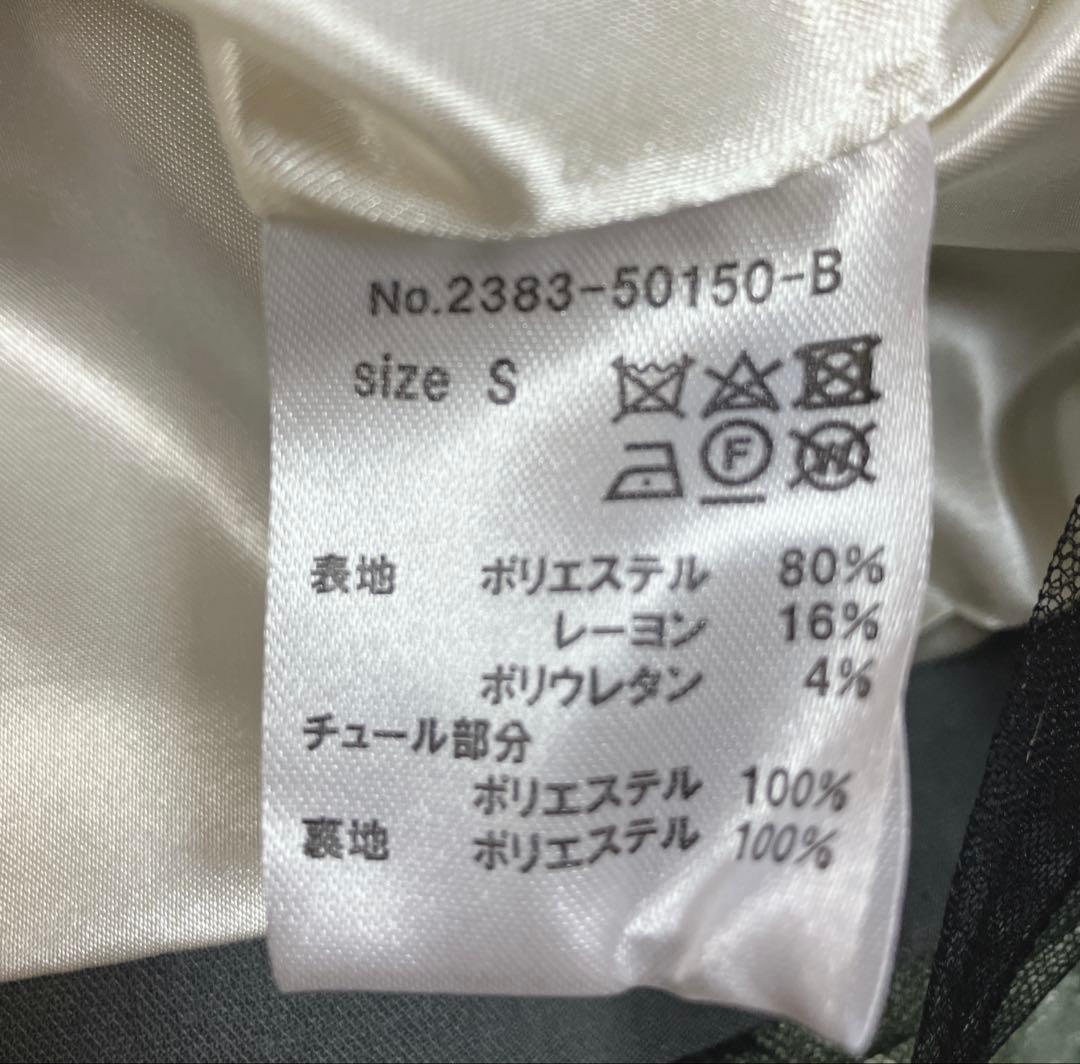 No.2383-50150-B
size S
F W
表地 ポリエステル 80%
レーヨン 16%
ポリウレタン 4%
チュール部分
ポリエステル 100%
裏地 ポリエステル 100%